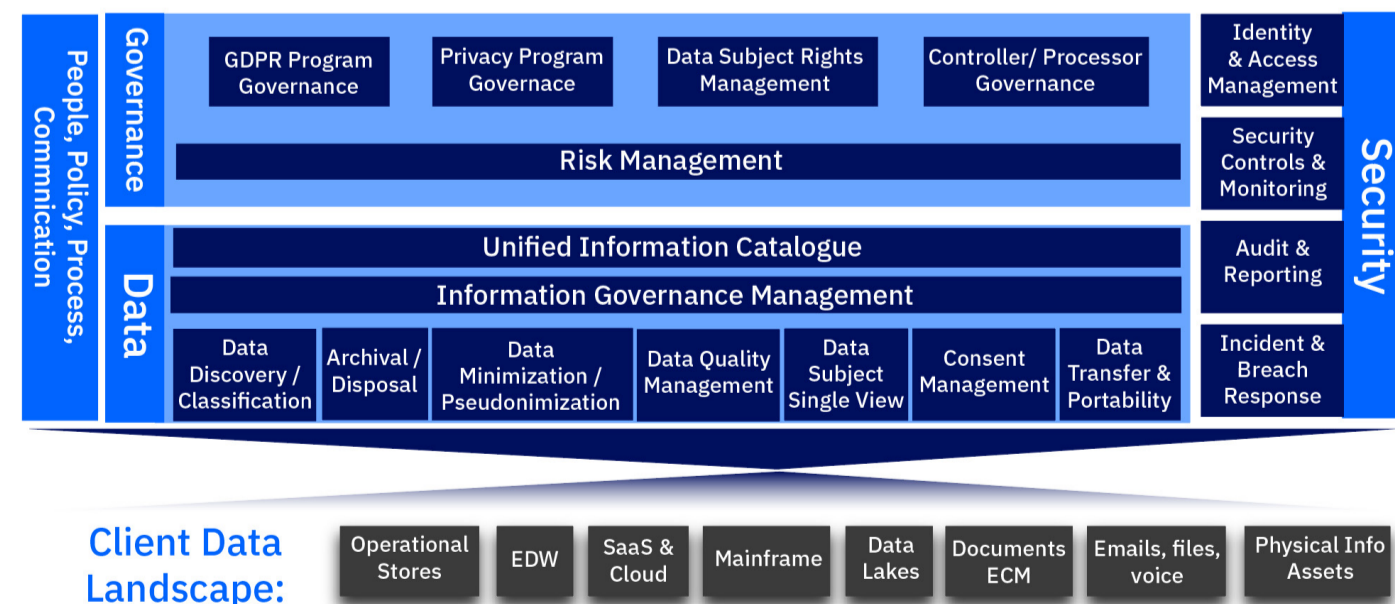 People, Policy, Process,
Commnication
Governance
GDPR Program
Governance
Privacy Program
Governace
Data Subject Rights
Management
Controller/ Processor
Governance
Risk Management
Data
Unified Information Catalogue
Information Governance Management
Data
Discovery /
Classification
Archival /
Disposal
Data
Minimization /
Pseudonimization
Data Quality
Management
Data
Subject
Single View
Consent
Management
Data
Transfer &
Portability
Identity
& Access
Management
Security
Controls &
Monitoring
Audit &
Reporting
Incident &
Breach
Response
Security
Client Data
Landscape:
Operational
Stores
EDW
SaaS &
Cloud
Mainframe
Data
Lakes
Documents
ECM
Emails, files,
voice
Physical Info
Assets